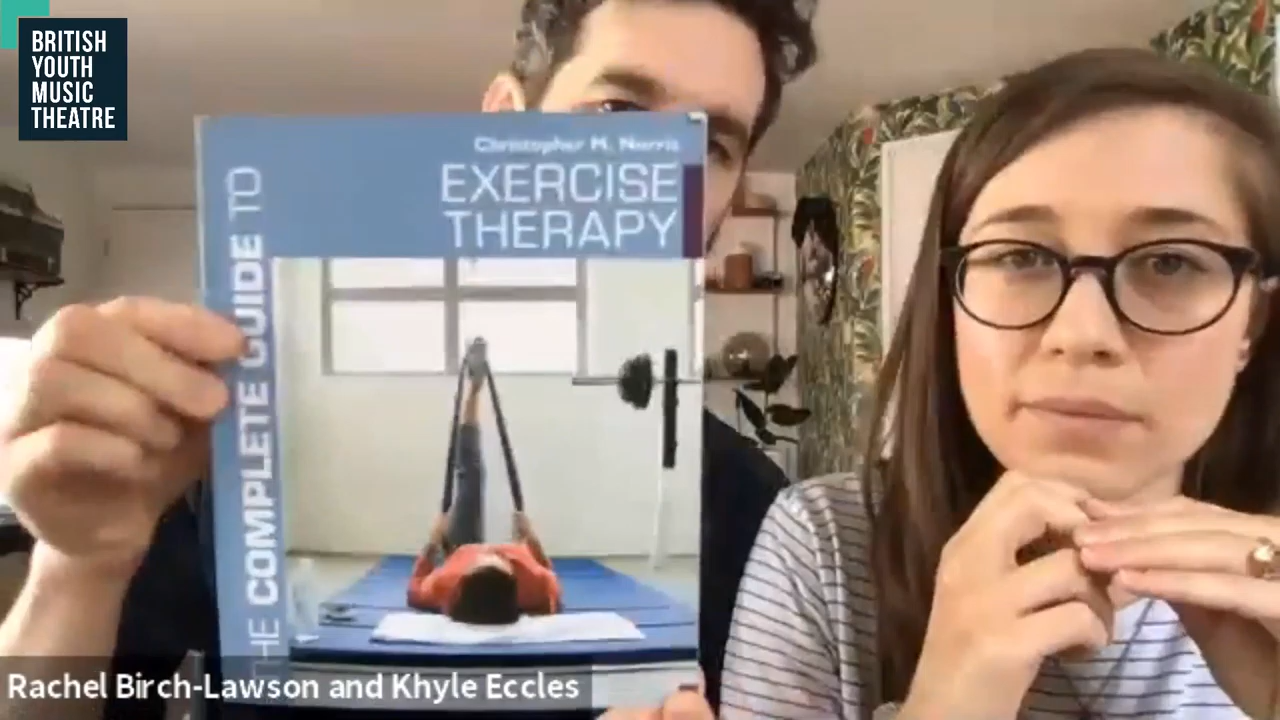 BRITISH
YOUTH
MUSIC
THEATRE
Christopher M. Norris
EXERCISE
THERAPY
THE COMPLETE GUIDE TO
Rachel Birch-Lawson and Khyle Eccles